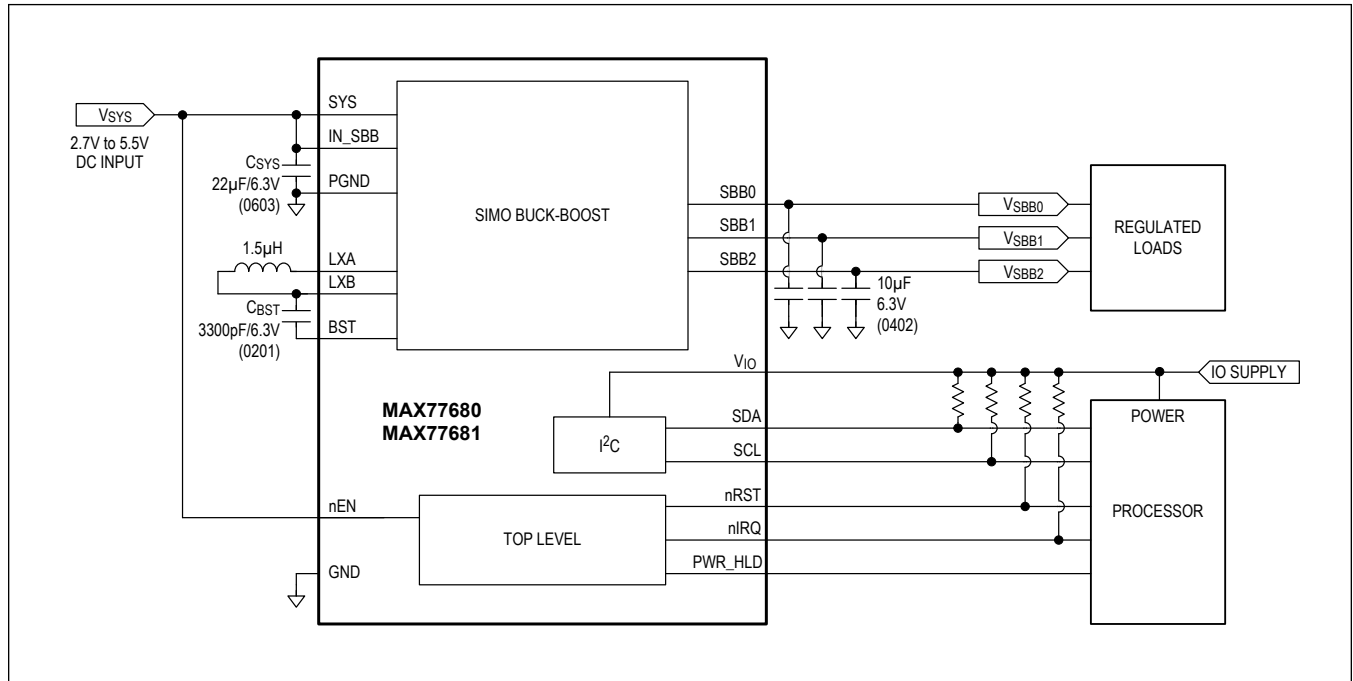 VSYS
2.7V to 5.5V
DC INPUT
CSYS
22µF/6.3V
(0603)
1.5µH
CBST
3300pF/6.3V
(0201)
SYS
IN_SBB
PGND
LXA
LXB
BST
SIMO BUCK-BOOST
SBB0
SBB1
SBB2
VSBB0
VSBB1
VSBB2
REGULATED
LOADS
10µF
6.3V
(0402)
VIO
IO SUPPLY
MAX77680
MAX77681
I2C
SDA
SCL
POWER
PROCESSOR
nEN
GND
TOP LEVEL
nRST
nIRQ
PWR_HLD